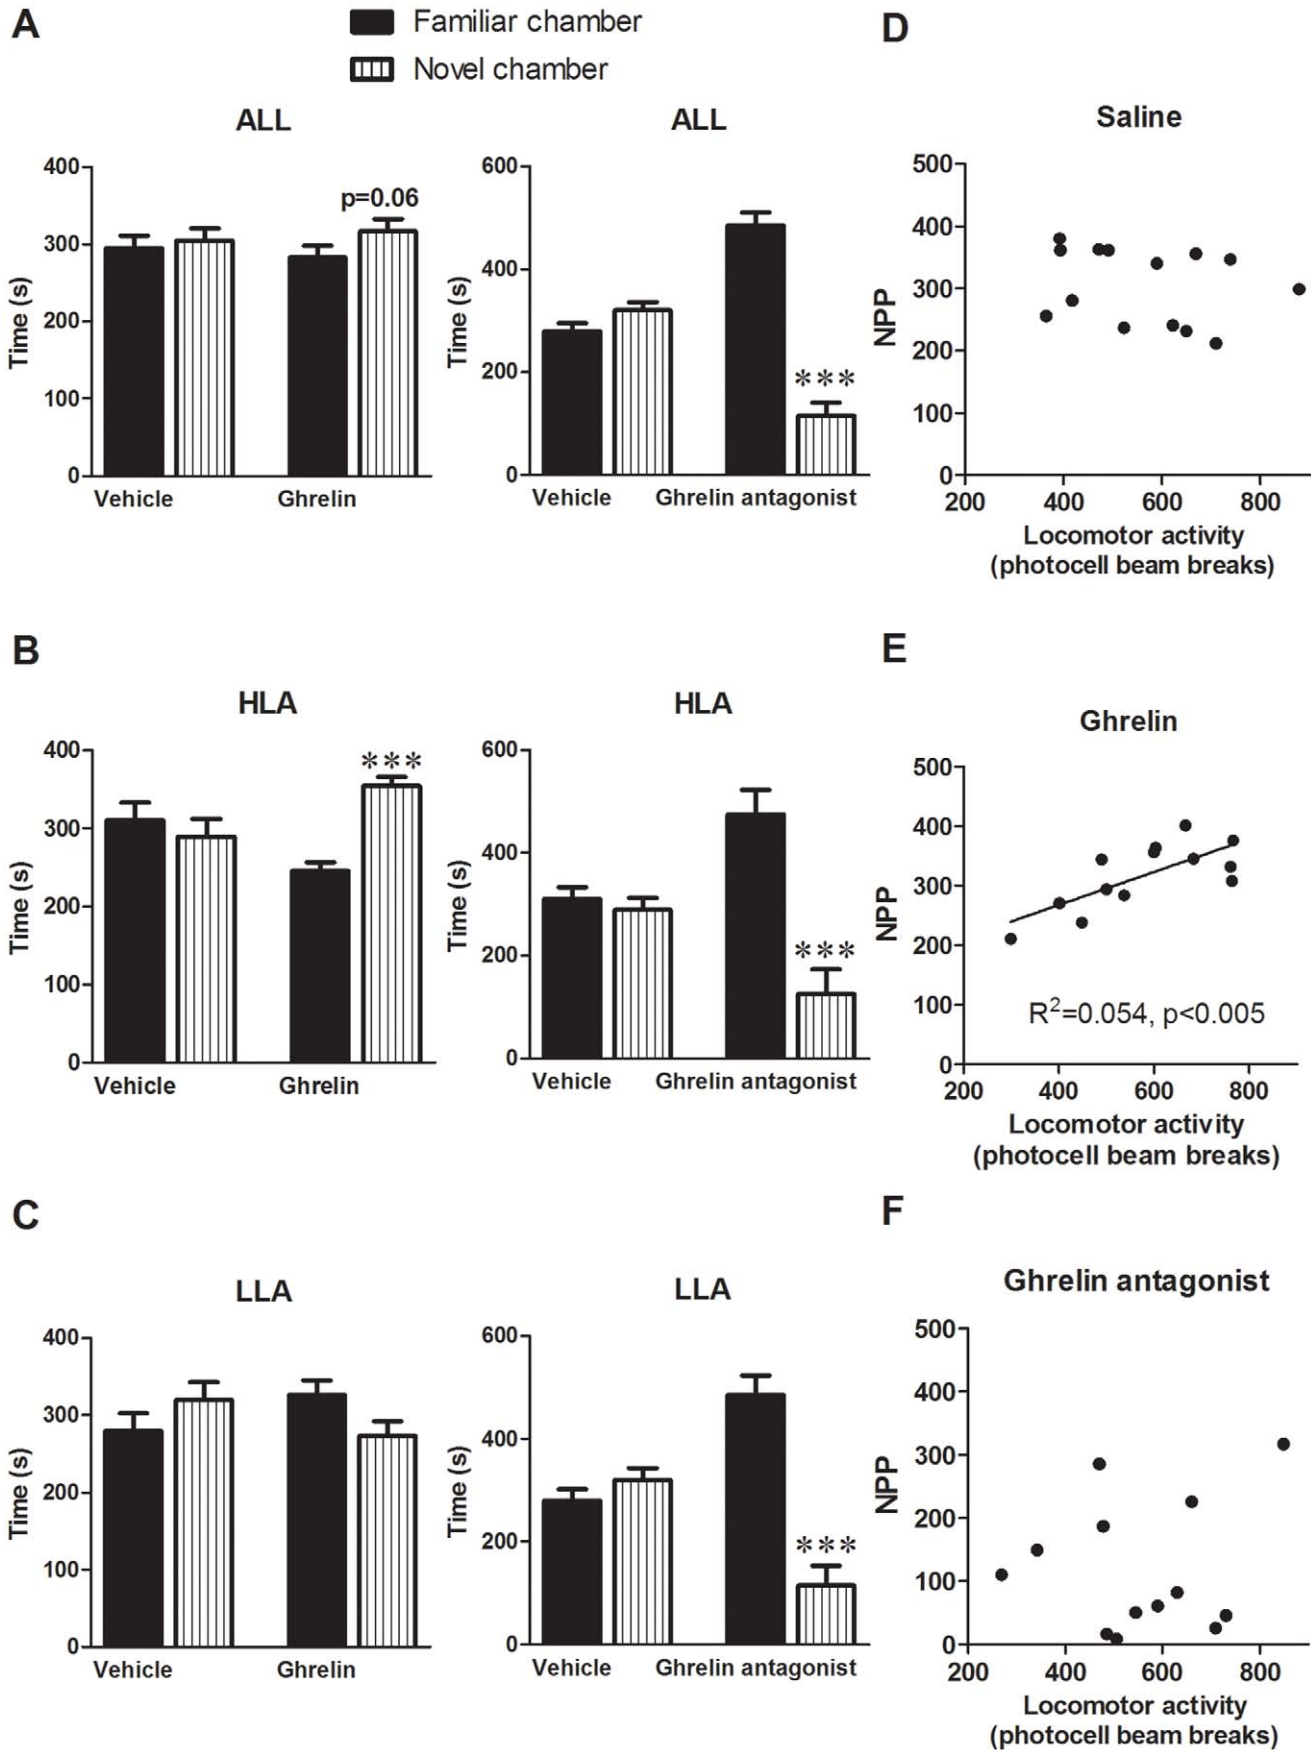 A
Familiar chamber
Novel chamber
ALL
400
300
200
100
0
Time (s)
p=0.06
Vehicle
Ghrelin
ALL
600
400
200
0
Time (s)
***
Vehicle
Ghrelin antagonist
D
Saline
500
400
300
200
100
0
NPP
200
400
600
800
Locomotor activity
(photocell beam breaks)
B
HLA
400
300
200
100
0
Time (s)
***
Vehicle
Ghrelin
HLA
600
400
200
0
Time (s)
***
Vehicle
Ghrelin antagonist
E
Ghrelin
500
400
300
200
100
0
NPP
R²=0.054, p<0.005
200
400
600
800
Locomotor activity
(photocell beam breaks)
C
LLA
400
300
200
100
0
Time (s)
Vehicle
Ghrelin
LLA
600
400
200
0
Time (s)
***
Vehicle
Ghrelin antagonist
F
Ghrelin antagonist
500
400
300
200
100
0
NPP
200
400
600
800
Locomotor activity
(photocell beam breaks)